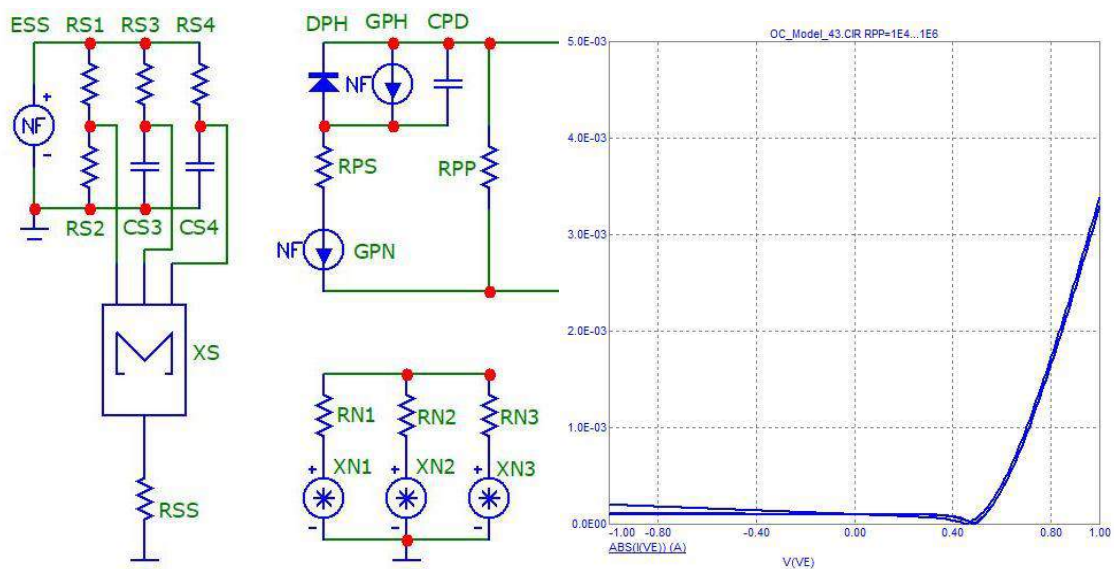 ESS RS1 RS3 RS4
+
NF
-
RS2 CS3 CS4
XS
RSS
DPH GPH CPD
NF
RPS RPP
NF GPN
RN1 RN2 RN3
+ XN1 + XN2 + XN3
- - -
OC_Model_43.CIR RPP=1E4...1E6
5.0E-03
4.0E-03
3.0E-03
2.0E-03
1.0E-03
0.0E00
-1.00 -0.80 -0.40 0.00 0.40 0.80 1.00
ABS(I(VE)) (A)
V(VE)